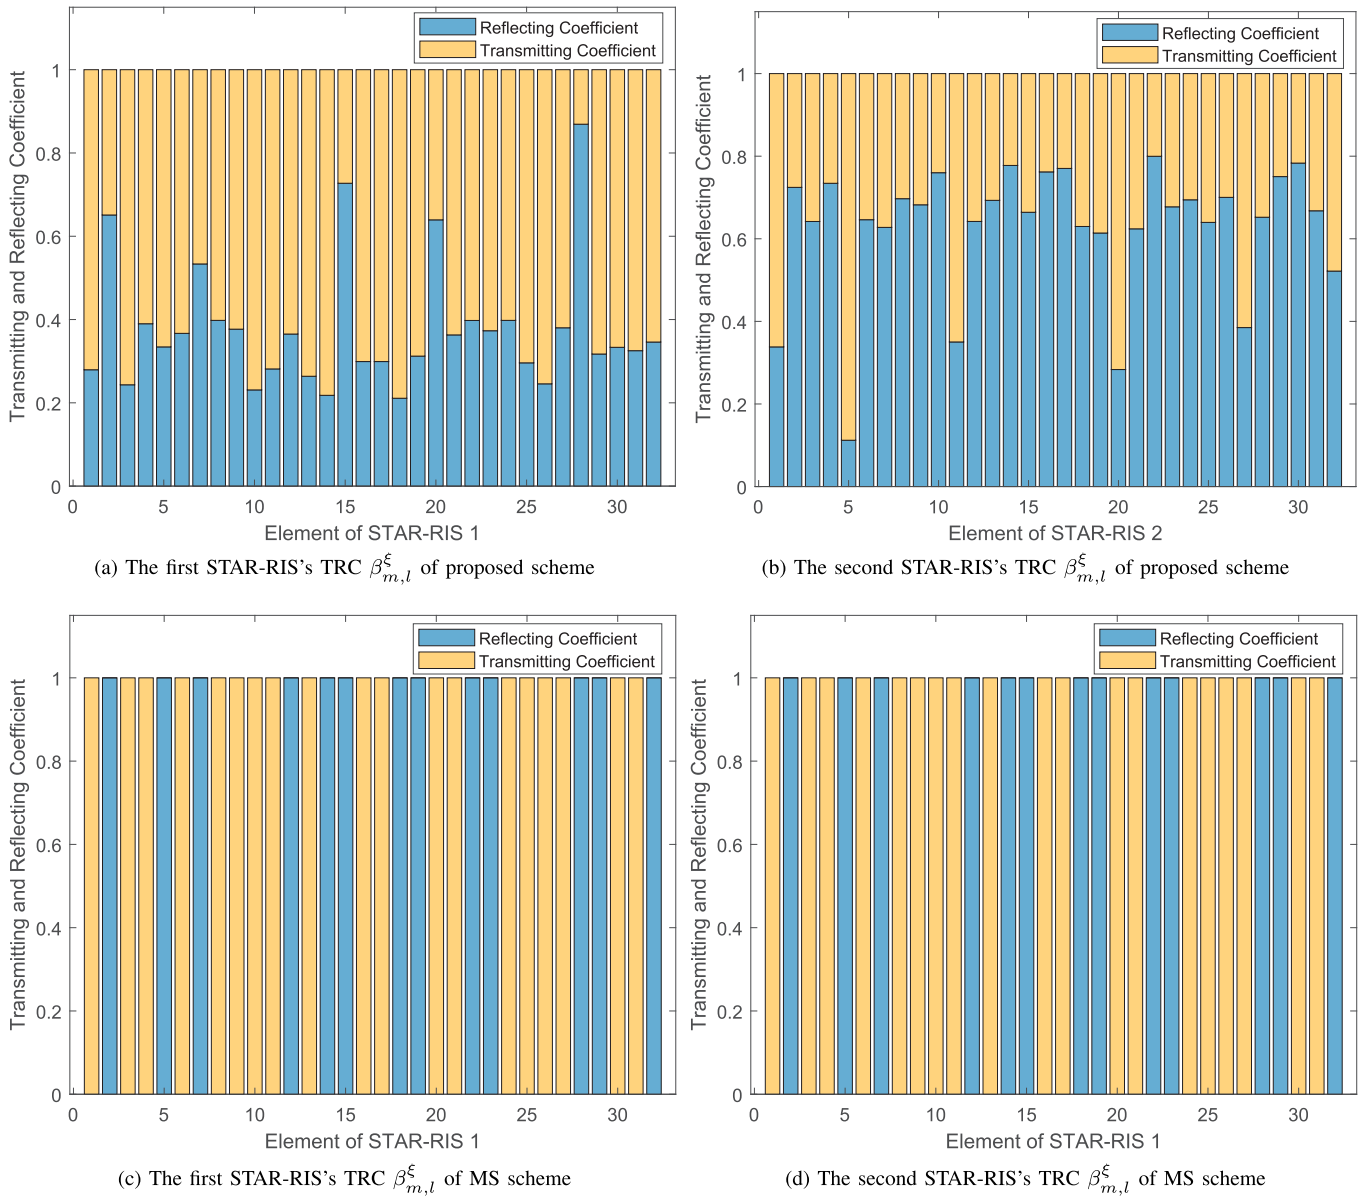 Reflecting Coefficient
Transmitting Coefficient
1
0.8
0.6
0.4
0.2
0
Transmitting and Reflecting Coefficient
0 5 10 15 20 25 30
Element of STAR-RIS 1
(a) The first STAR-RIS's TRC β^ξ_{m,l} of proposed scheme
Reflecting Coefficient
Transmitting Coefficient
1
0.8
0.6
0.4
0.2
0
Transmitting and Reflecting Coefficient
0 5 10 15 20 25 30
Element of STAR-RIS 2
(b) The second STAR-RIS's TRC β^ξ_{m,l} of proposed scheme
Reflecting Coefficient
Transmitting Coefficient
1
0.8
0.6
0.4
0.2
0
Transmitting and Reflecting Coefficient
0 5 10 15 20 25 30
Element of STAR-RIS 1
(c) The first STAR-RIS's TRC β^ξ_{m,l} of MS scheme
Reflecting Coefficient
Transmitting Coefficient
1
0.8
0.6
0.4
0.2
0
Transmitting and Reflecting Coefficient
0 5 10 15 20 25 30
Element of STAR-RIS 1
(d) The second STAR-RIS's TRC β^ξ_{m,l} of MS scheme